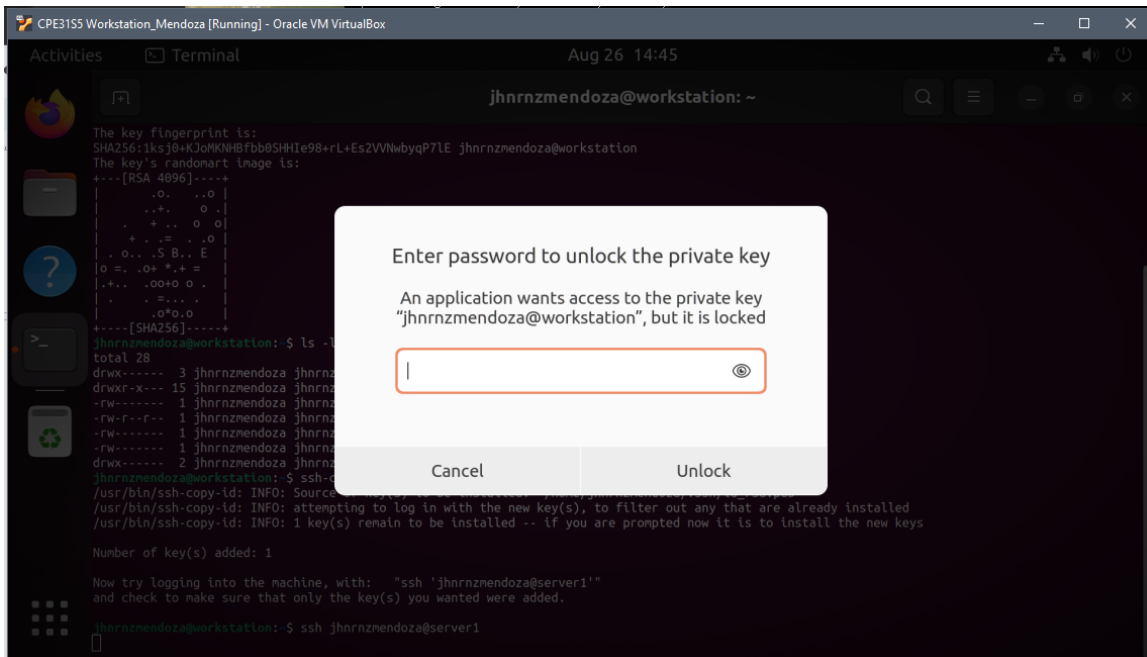 CPE31S5 Workstation_Mendoza [Running] - Oracle VM VirtualBox
Activities Terminal Aug 26 14:45
jhnrnzmendoza@workstation: ~
The key fingerprint is:
SHA256:1ksj0+KJoMKNHBfbb0SHHIe98+rL+Es2VVNwbyqP7lE jhnrnzmendoza@workstation
The key's randomart image is:
+---[RSA 4096]----+
| .o. ..o |
| ..+. o .|
| . + .. o o|
| + . .= . .o |
| . o.. .S B.. E |
|o =. .o+ *.+ = |
|.+.. .oo+o o . |
| . . =... . |
| .o*o.o |
+----[SHA256]-----+
jhnrnzmendoza@workstation:~$ ls -l
total 28
drwx------ 3 jhnrnzmendoza jhnrnz
drwxr-x--- 15 jhnrnzmendoza jhnrnz
-rw------- 1 jhnrnzmendoza jhnrnz
-rw-r--r-- 1 jhnrnzmendoza jhnrnz
-rw------- 1 jhnrnzmendoza jhnrnz
-rw------- 1 jhnrnzmendoza jhnrnz
drwx------ 2 jhnrnzmendoza jhnrnz
jhnrnzmendoza@workstation:~$ ssh-c
/usr/bin/ssh-copy-id: INFO: Source
/usr/bin/ssh-copy-id: INFO: attempting to log in with the new key(s), to filter out any that are already installed
/usr/bin/ssh-copy-id: INFO: 1 key(s) remain to be installed -- if you are prompted now it is to install the new keys
Number of key(s) added: 1
Now try logging into the machine, with: "ssh 'jhnrnzmendoza@server1'"
and check to make sure that only the key(s) you wanted were added.
jhnrnzmendoza@workstation:~$ ssh jhnrnzmendoza@server1
Enter password to unlock the private key
An application wants access to the private key
“jhnrnzmendoza@workstation”, but it is locked
Cancel Unlock